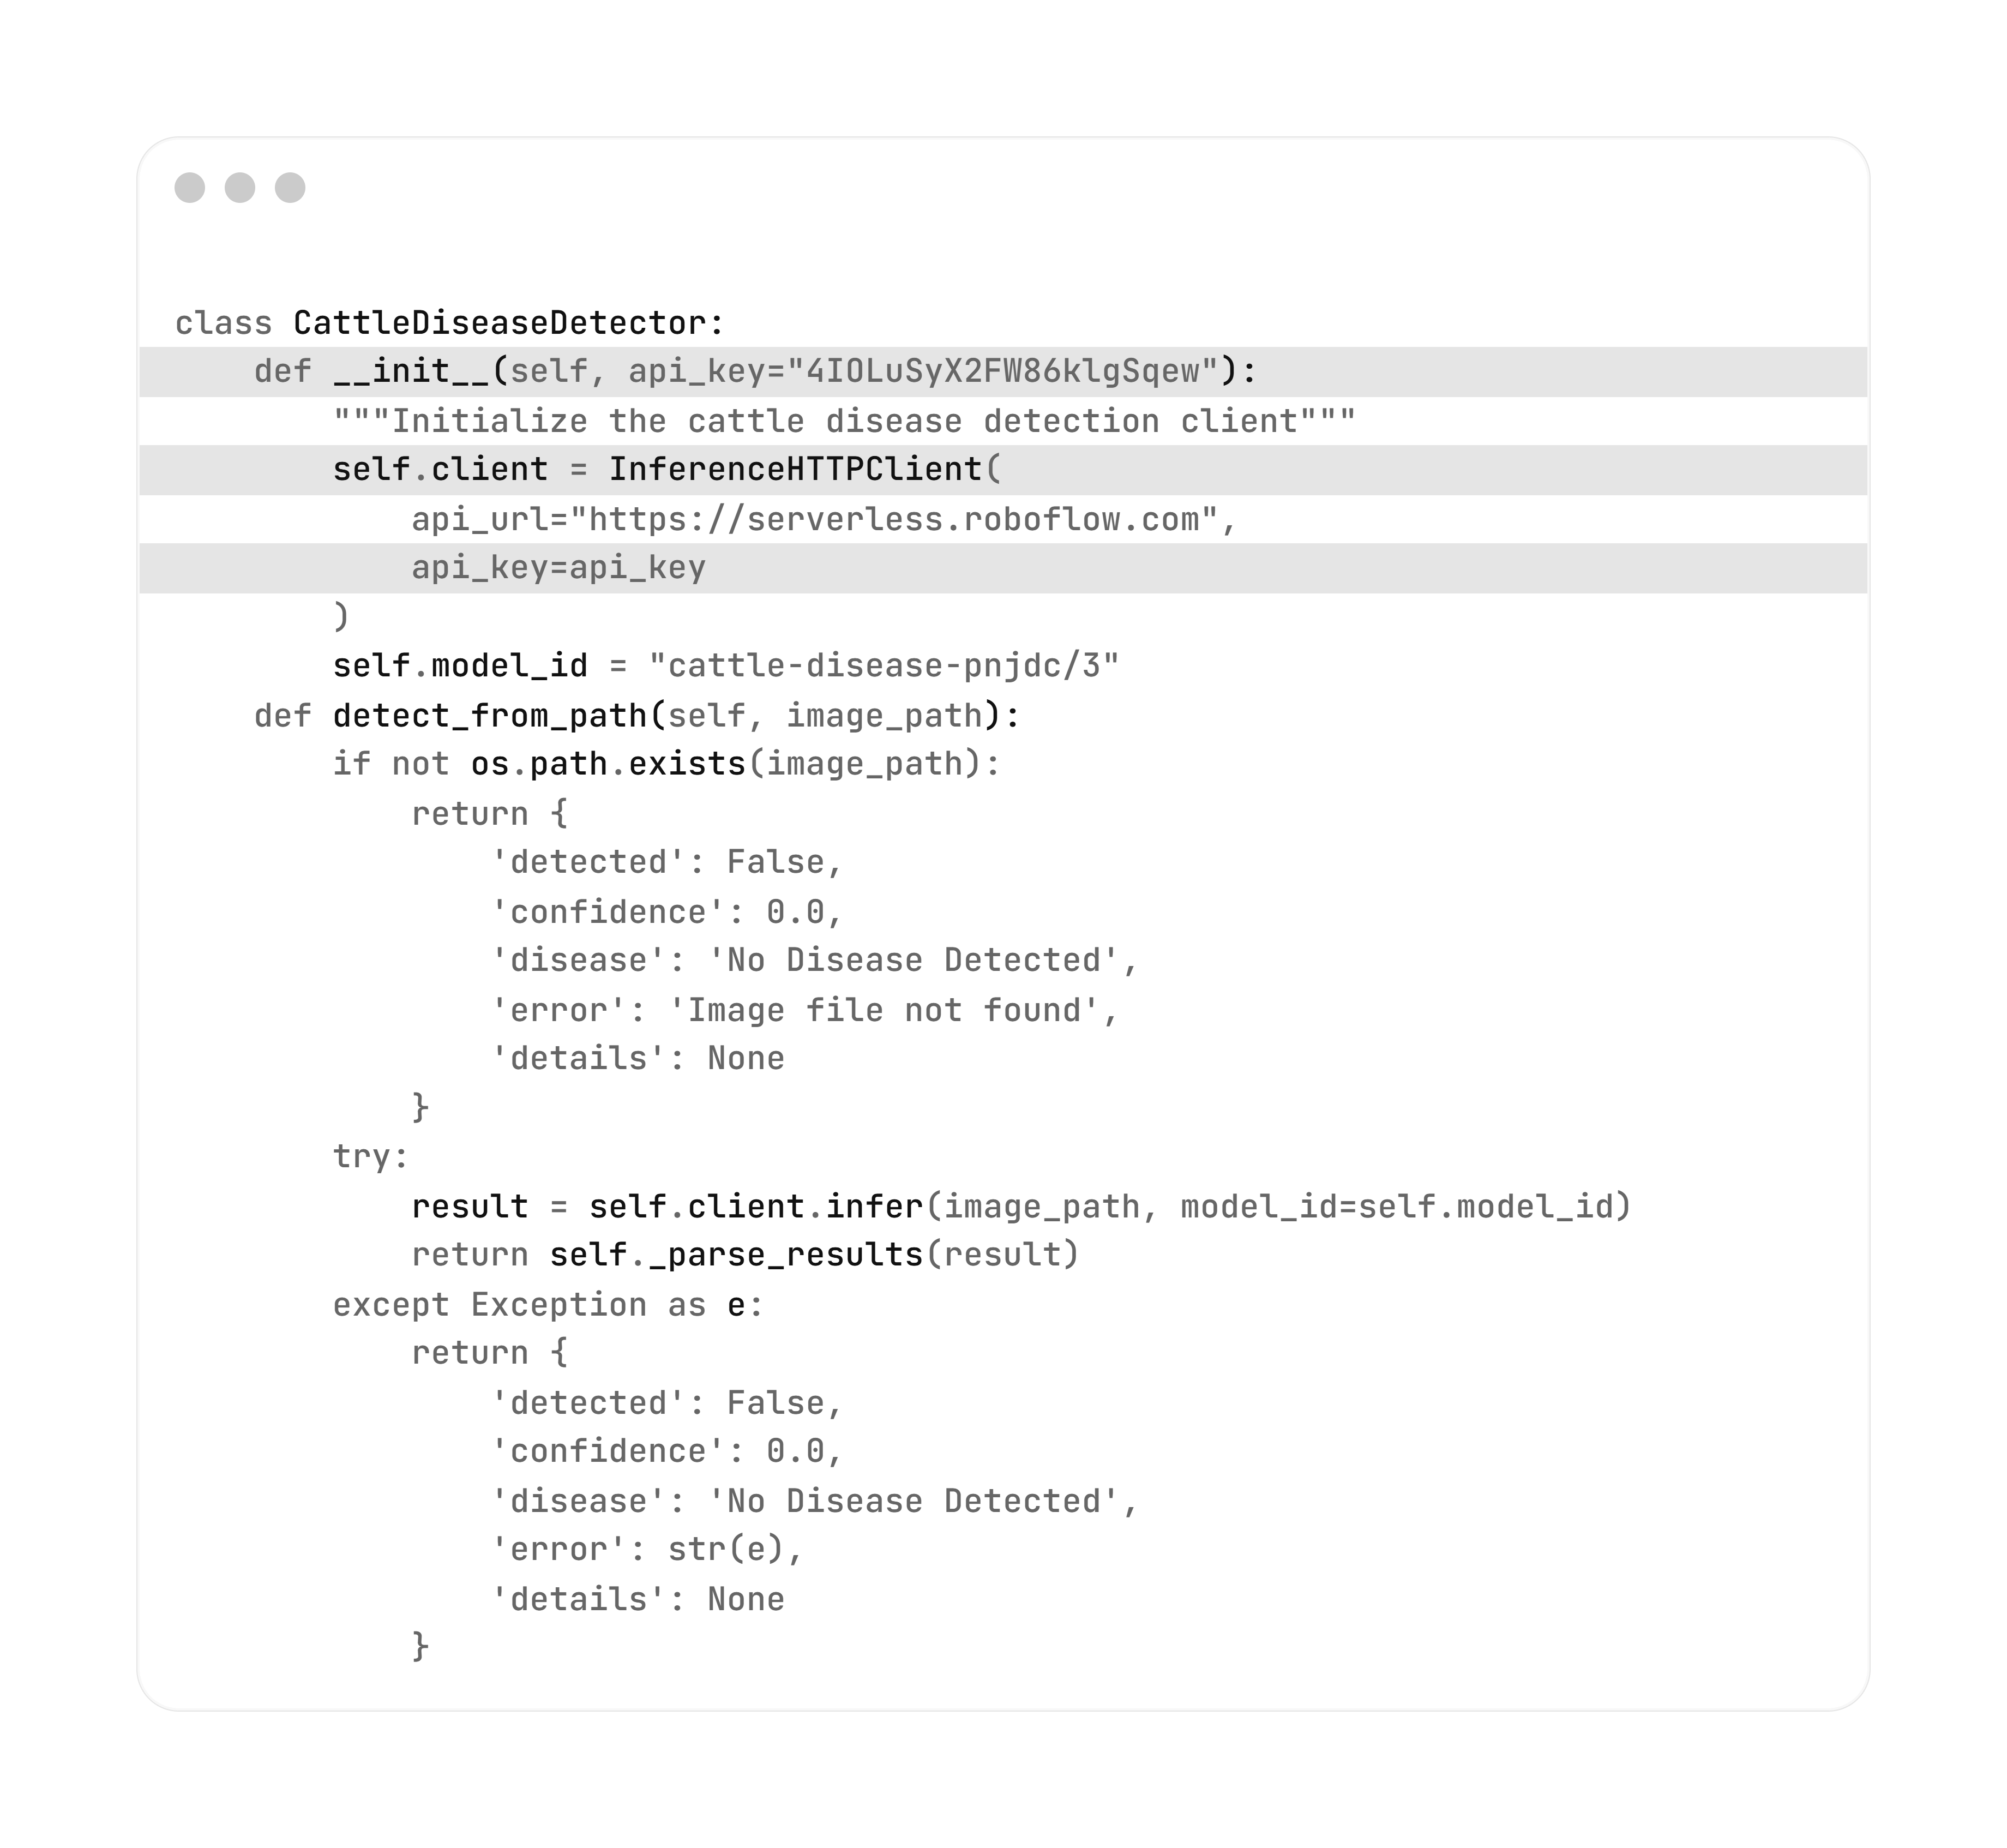 class CattleDiseaseDetector:
    def __init__(self, api_key="4IOLuSyX2FW86klgSqew"):
        """Initialize the cattle disease detection client"""
        self.client = InferenceHTTPClient(
            api_url="https://serverless.roboflow.com",
            api_key=api_key
        )
        self.model_id = "cattle-disease-pnjdc/3"
    def detect_from_path(self, image_path):
        if not os.path.exists(image_path):
            return {
                'detected': False,
                'confidence': 0.0,
                'disease': 'No Disease Detected',
                'error': 'Image file not found',
                'details': None
            }
        try:
            result = self.client.infer(image_path, model_id=self.model_id)
            return self._parse_results(result)
        except Exception as e:
            return {
                'detected': False,
                'confidence': 0.0,
                'disease': 'No Disease Detected',
                'error': str(e),
                'details': None
            }